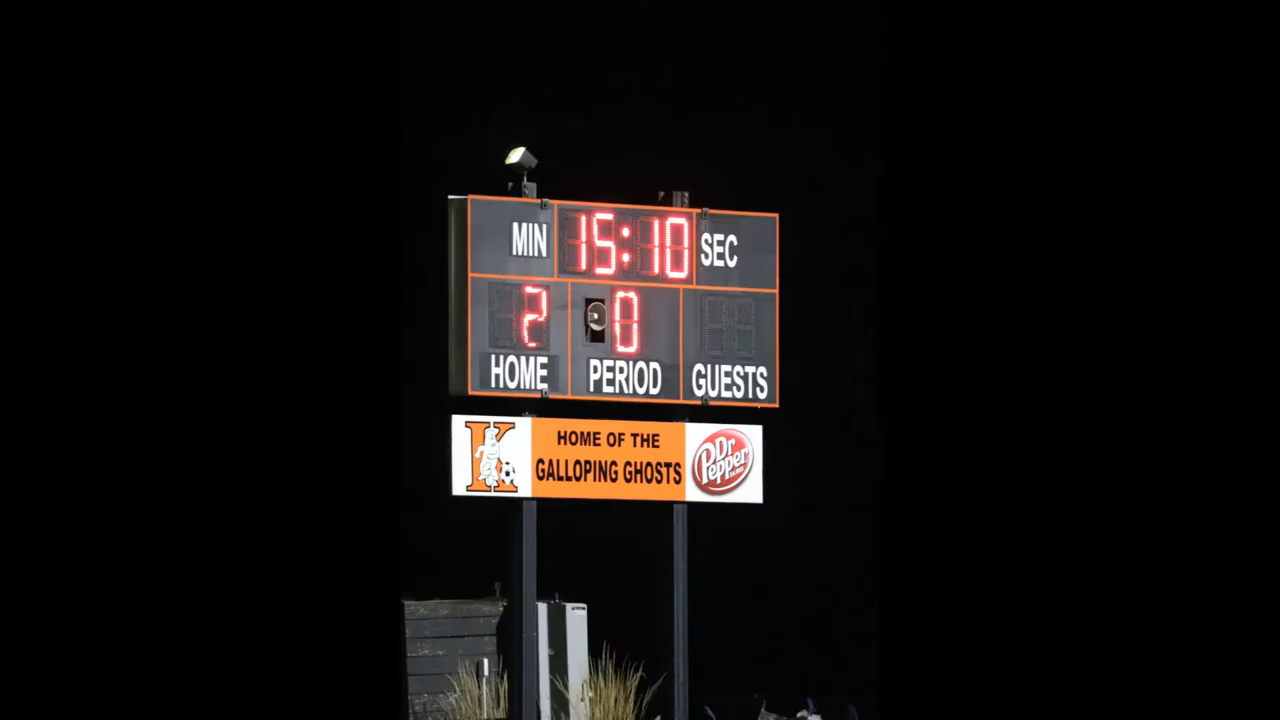 MIN 15:10 SEC
2 0
HOME PERIOD GUESTS
K
HOME OF THE
GALLOPING GHOSTS
Dr
Pepper